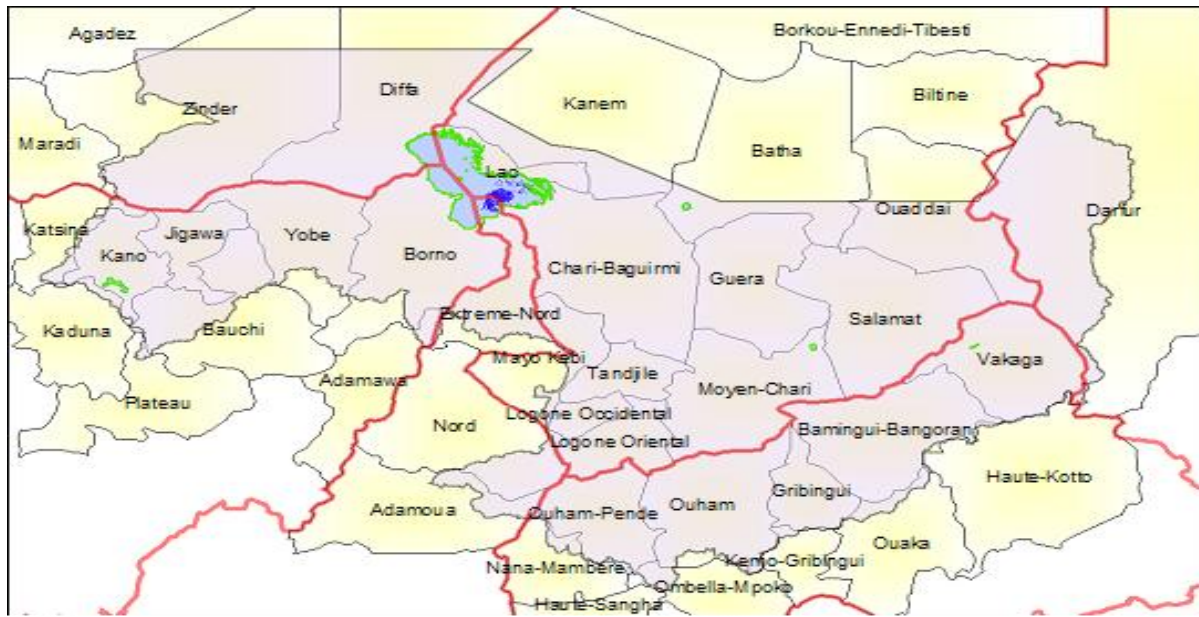 Agadez
Borkou-Ennedi-Tibesti
Diffa
Biltine
Zinder
Kanem
Maradi
Batha
Lao
Darfur
Ouaddai
Katsina
Jigawa
Yobe
Kano
Borno
Chari-Baguirmi
Guera
Extreme-Nord
Salamat
Kaduna
Bauchi
Mayo Kebi
Vakaga
Tandjile
Adamawa
Moyen-Chari
Plateau
Logone Occidental
Nord
Bamingui-Bangoran
Logone Oriental
Haute-Kotto
Gribingui
Ouham
Adamoua
Ouham-Pende
Ouaka
Kemo-Gribingui
Nana-Mambere
Ombella-Mpoko
Haute-Sangha